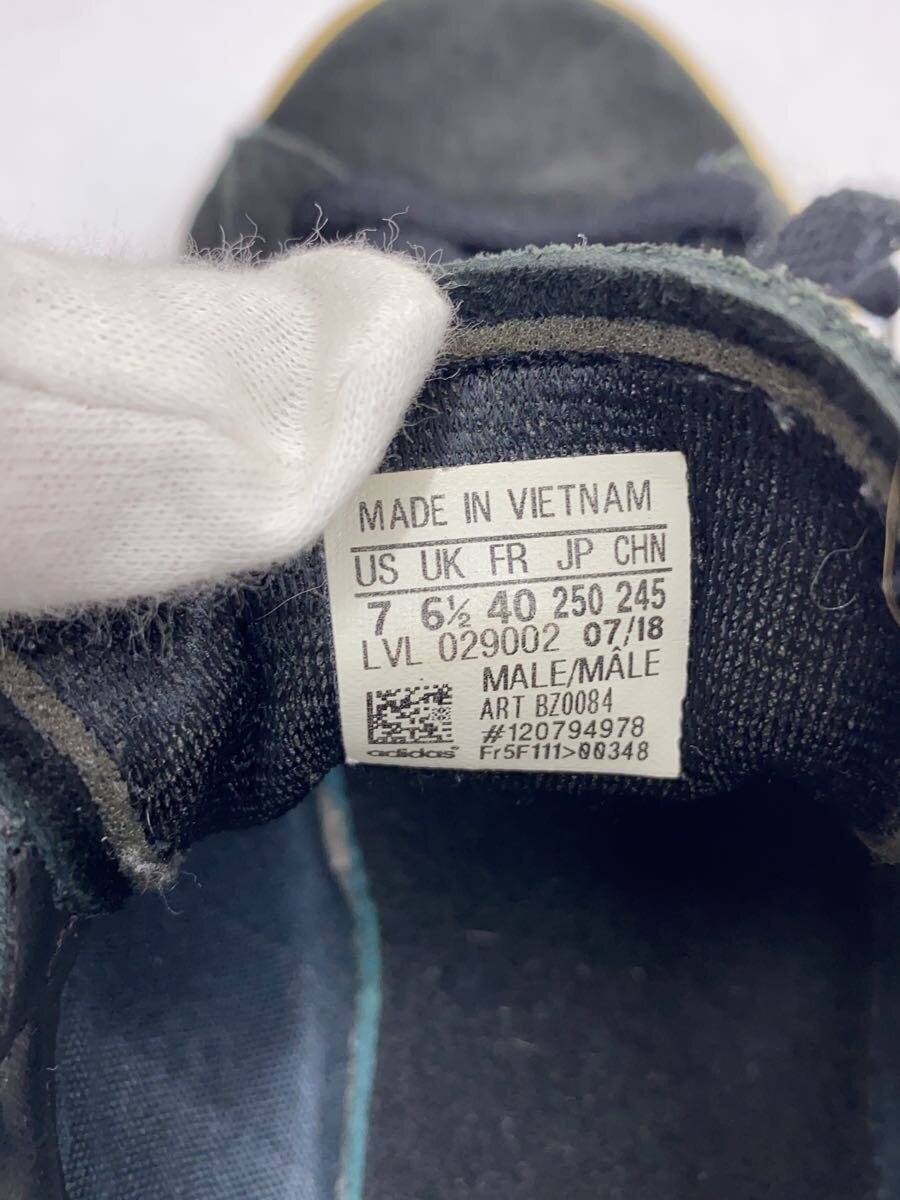 MADE IN VIETNAM
US UK FR JP CHN
7 6½ 40 250 245
LVL 029002 07/18
MALE/MÂLE
ART BZ0084
#120794978
adidas Fr5F111>00348